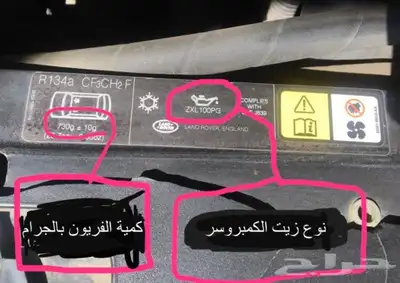 R134a CF3CH2F
730g ± 10g
ZXL100PG
COMPLIES
WITH
LAND ROVER, ENGLAND
كمية الفريون بالجرام
نوع زيت الكمبروسر
حراج